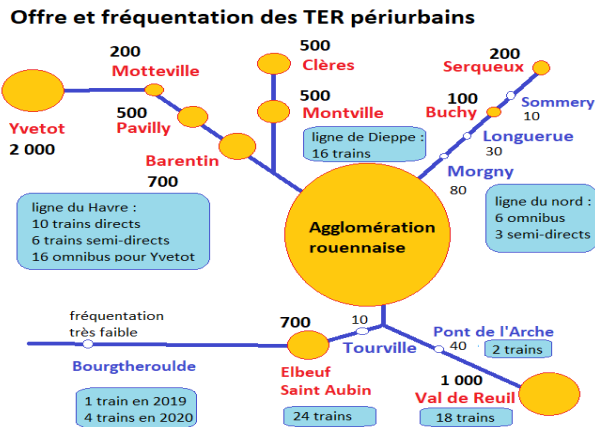 Offre et fréquentation des TER périurbains
200
Motteville
Yvetot
2 000
500
Pavilly
Barentin
700
500
Clères
500
Montville
ligne de Dieppe :
16 trains
200
Serqueux
100
Buchy
Sommery
10
Longuerue
30
Morgny
80
ligne du Havre :
10 trains directs
6 trains semi-directs
16 omnibus pour Yvetot
Agglomération
rouennaise
ligne du nord :
6 omnibus
3 semi-directs
fréquentation
très faible
Bourgtheroulde
1 train en 2019
4 trains en 2020
700
Elbeuf
Saint Aubin
24 trains
10
Tourville
Pont de l'Arche
40
2 trains
1 000
Val de Reuil
18 trains